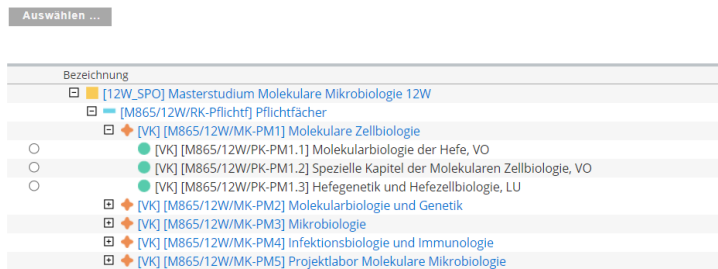 Auswählen ...
Bezeichnung
[12W_SPO] Masterstudium Molekulare Mikrobiologie 12W
[M865/12W/RK-Pflichtf] Pflichtfächer
[VK] [M865/12W/MK-PM1] Molekulare Zellbiologie
[VK] [M865/12W/PK-PM1.1] Molekularbiologie der Hefe, VO
[VK] [M865/12W/PK-PM1.2] Spezielle Kapitel der Molekularen Zellbiologie, VO
[VK] [M865/12W/PK-PM1.3] Hefegenetik und Hefezellbiologie, LU
[VK] [M865/12W/MK-PM2] Molekularbiologie und Genetik
[VK] [M865/12W/MK-PM3] Mikrobiologie
[VK] [M865/12W/MK-PM4] Infektionsbiologie und Immunologie
[VK] [M865/12W/MK-PM5] Projektlabor Molekulare Mikrobiologie